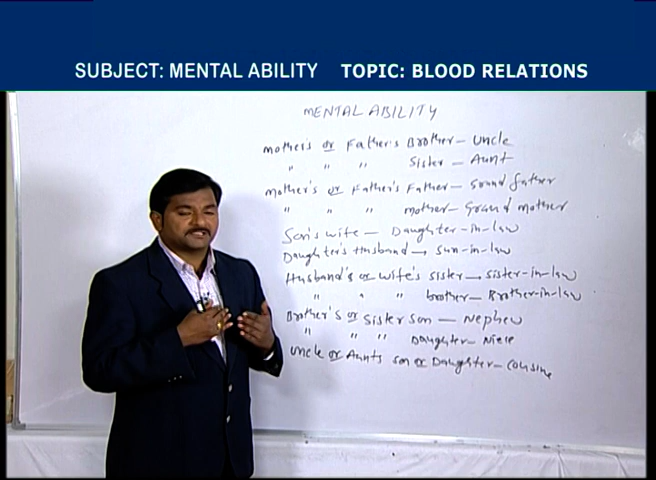 SUBJECT: MENTAL ABILITY TOPIC: BLOOD RELATIONS
MENTAL ABILITY
Mother's or Father's Brother - Uncle
" " " Sister - Aunt
Mother's or Father's Father - Grand father
" " " Mother - Grand mother
Son's wife - Daughter-in-law
Daughter's Husband → Sun-in-law
Husband's or wife's sister → sister-in-law
" " " brother - Brother-in-law
Brother's or Sister son - Nephew
" " " Daughter - Niece
Uncle or Aunts son or Daughter - Cousine